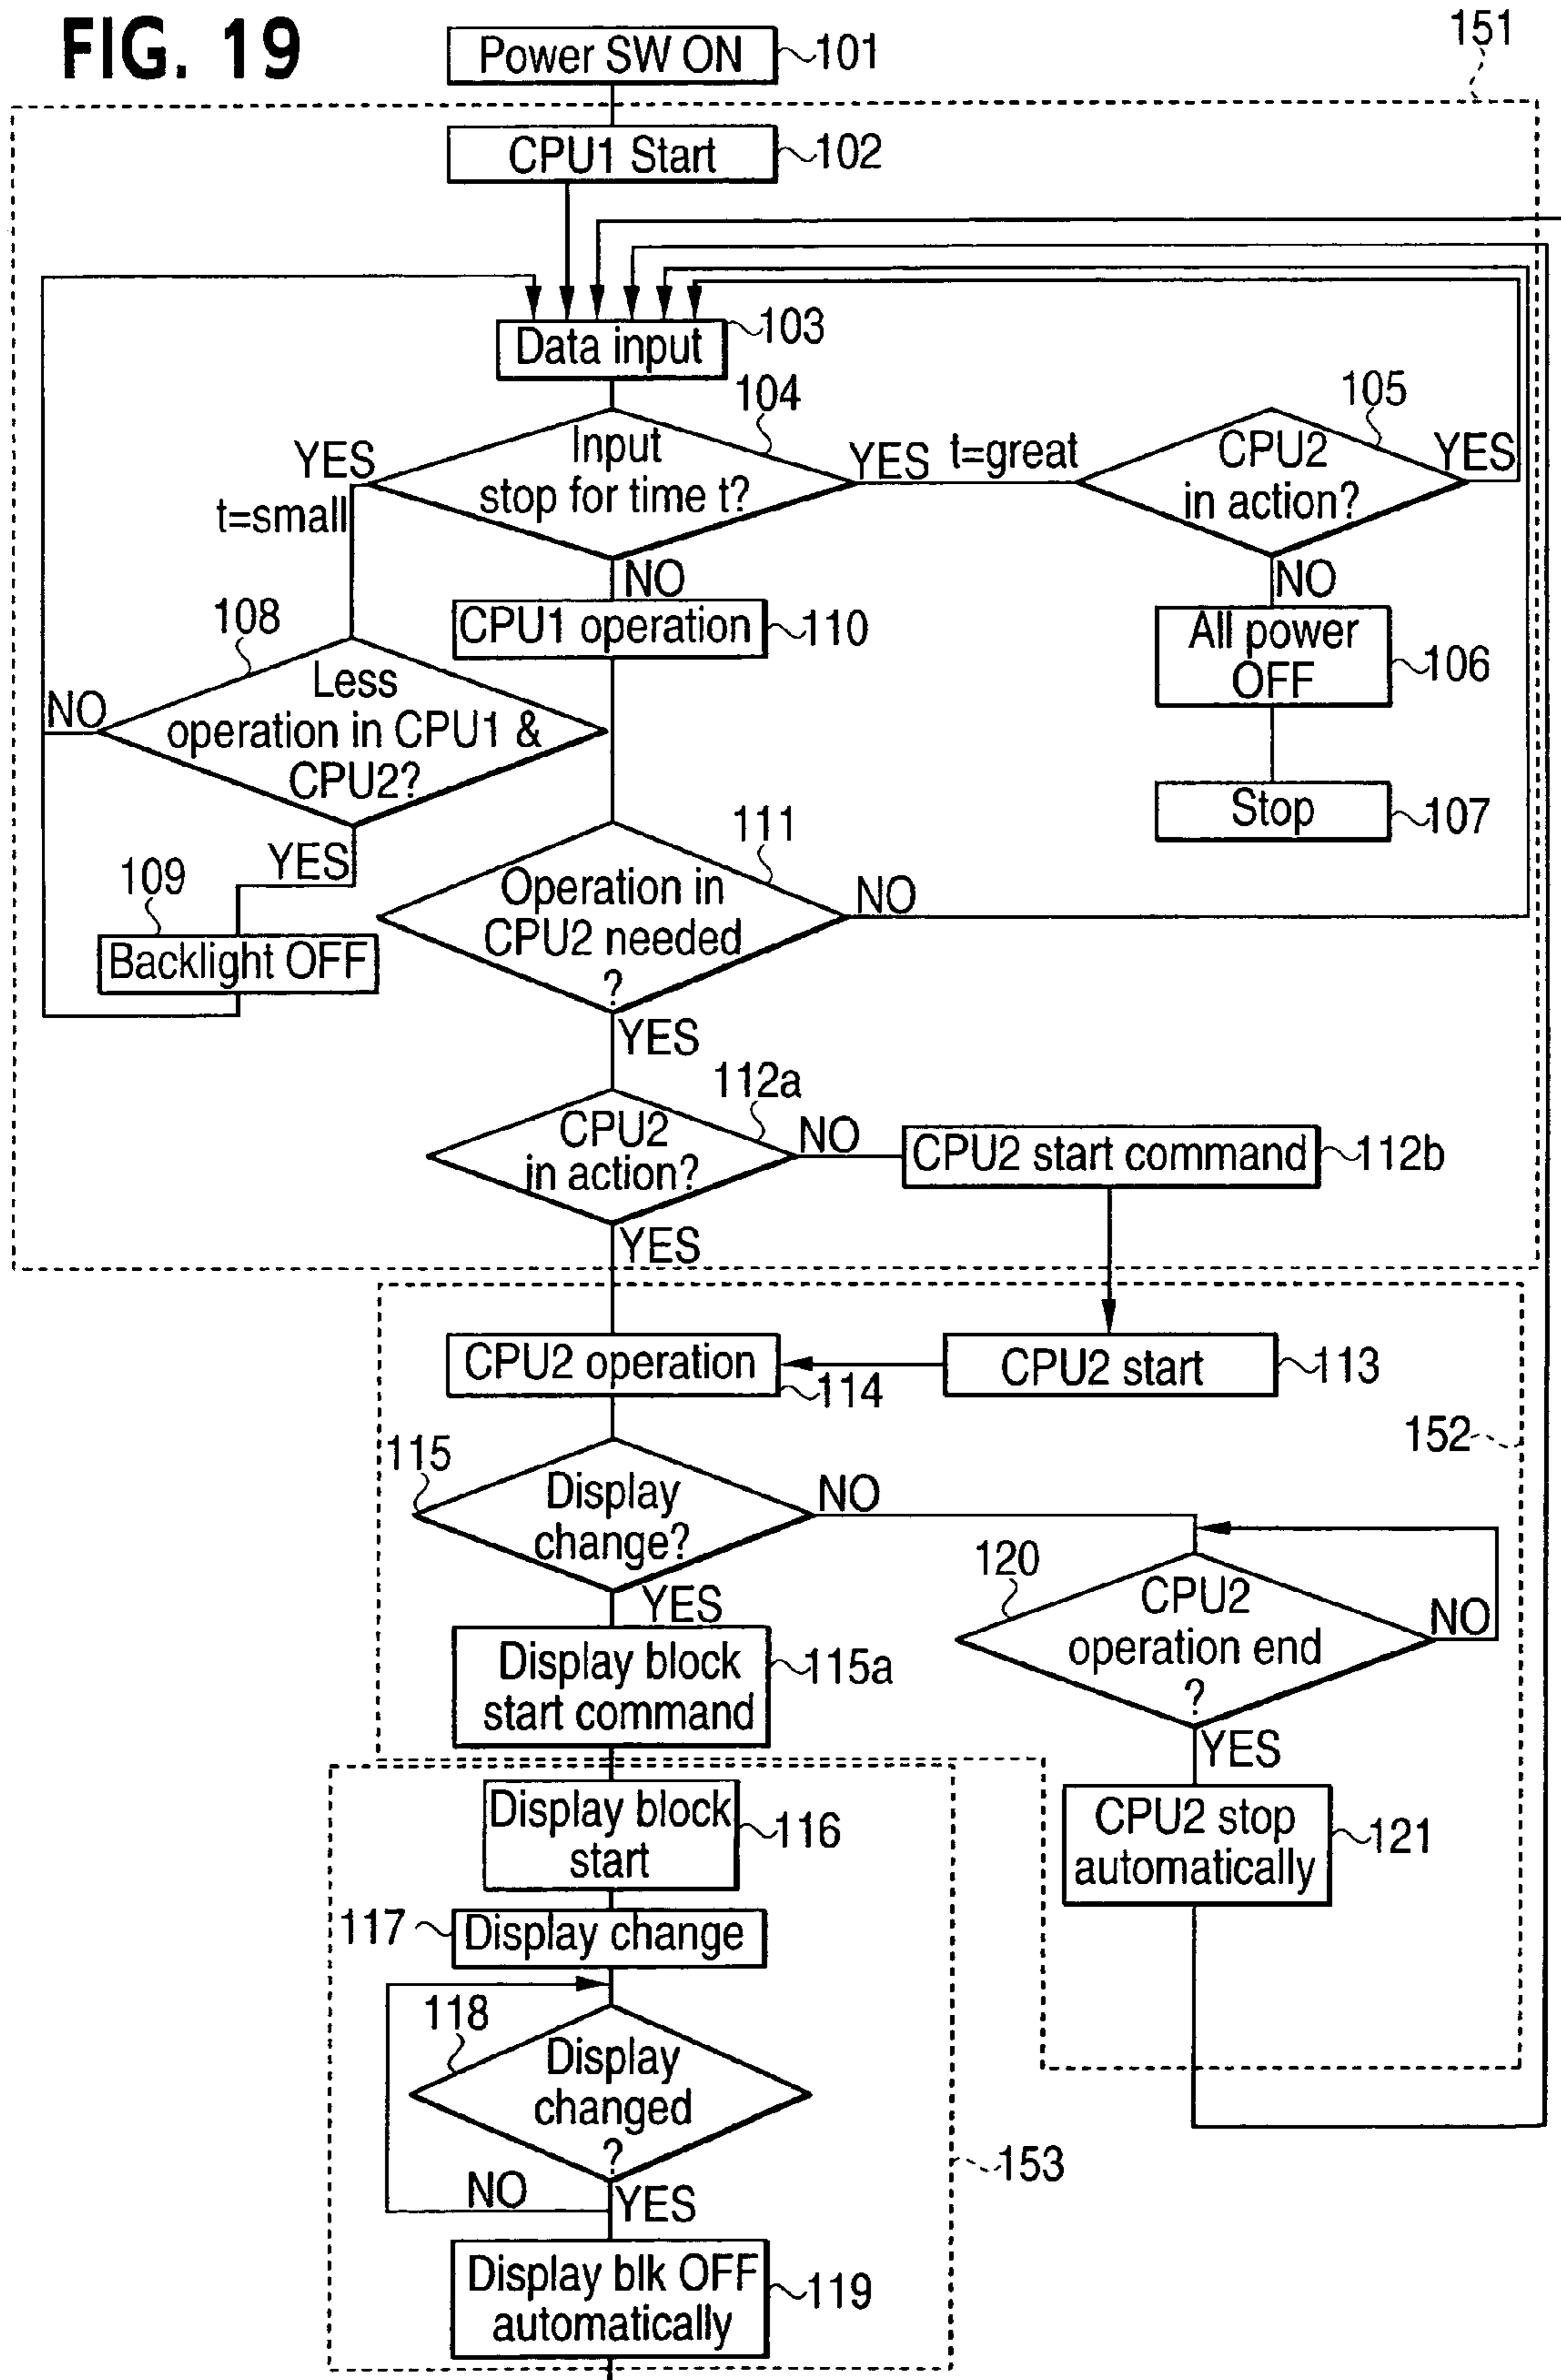 FIG. 19
151
Power SW ON
101
CPU1 Start
102
Data input
103
104
Input
stop for time t?
YES
t=small
YES t=great
NO
105
CPU2
in action?
YES
NO
All power
OFF
106
Stop
107
108
Less
operation in CPU1 &
CPU2?
NO
YES
109
Backlight OFF
CPU1 operation
110
111
Operation in
CPU2 needed
?
NO
YES
112a
CPU2
in action?
NO
CPU2 start command
112b
YES
CPU2 operation
114
CPU2 start
113
152
115
Display
change?
NO
YES
120
CPU2
operation end
?
NO
YES
Display block
start command
115a
CPU2 stop
automatically
121
Display block
start
116
117
Display change
118
Display
changed
?
NO
YES
153
Display blk OFF
automatically
119